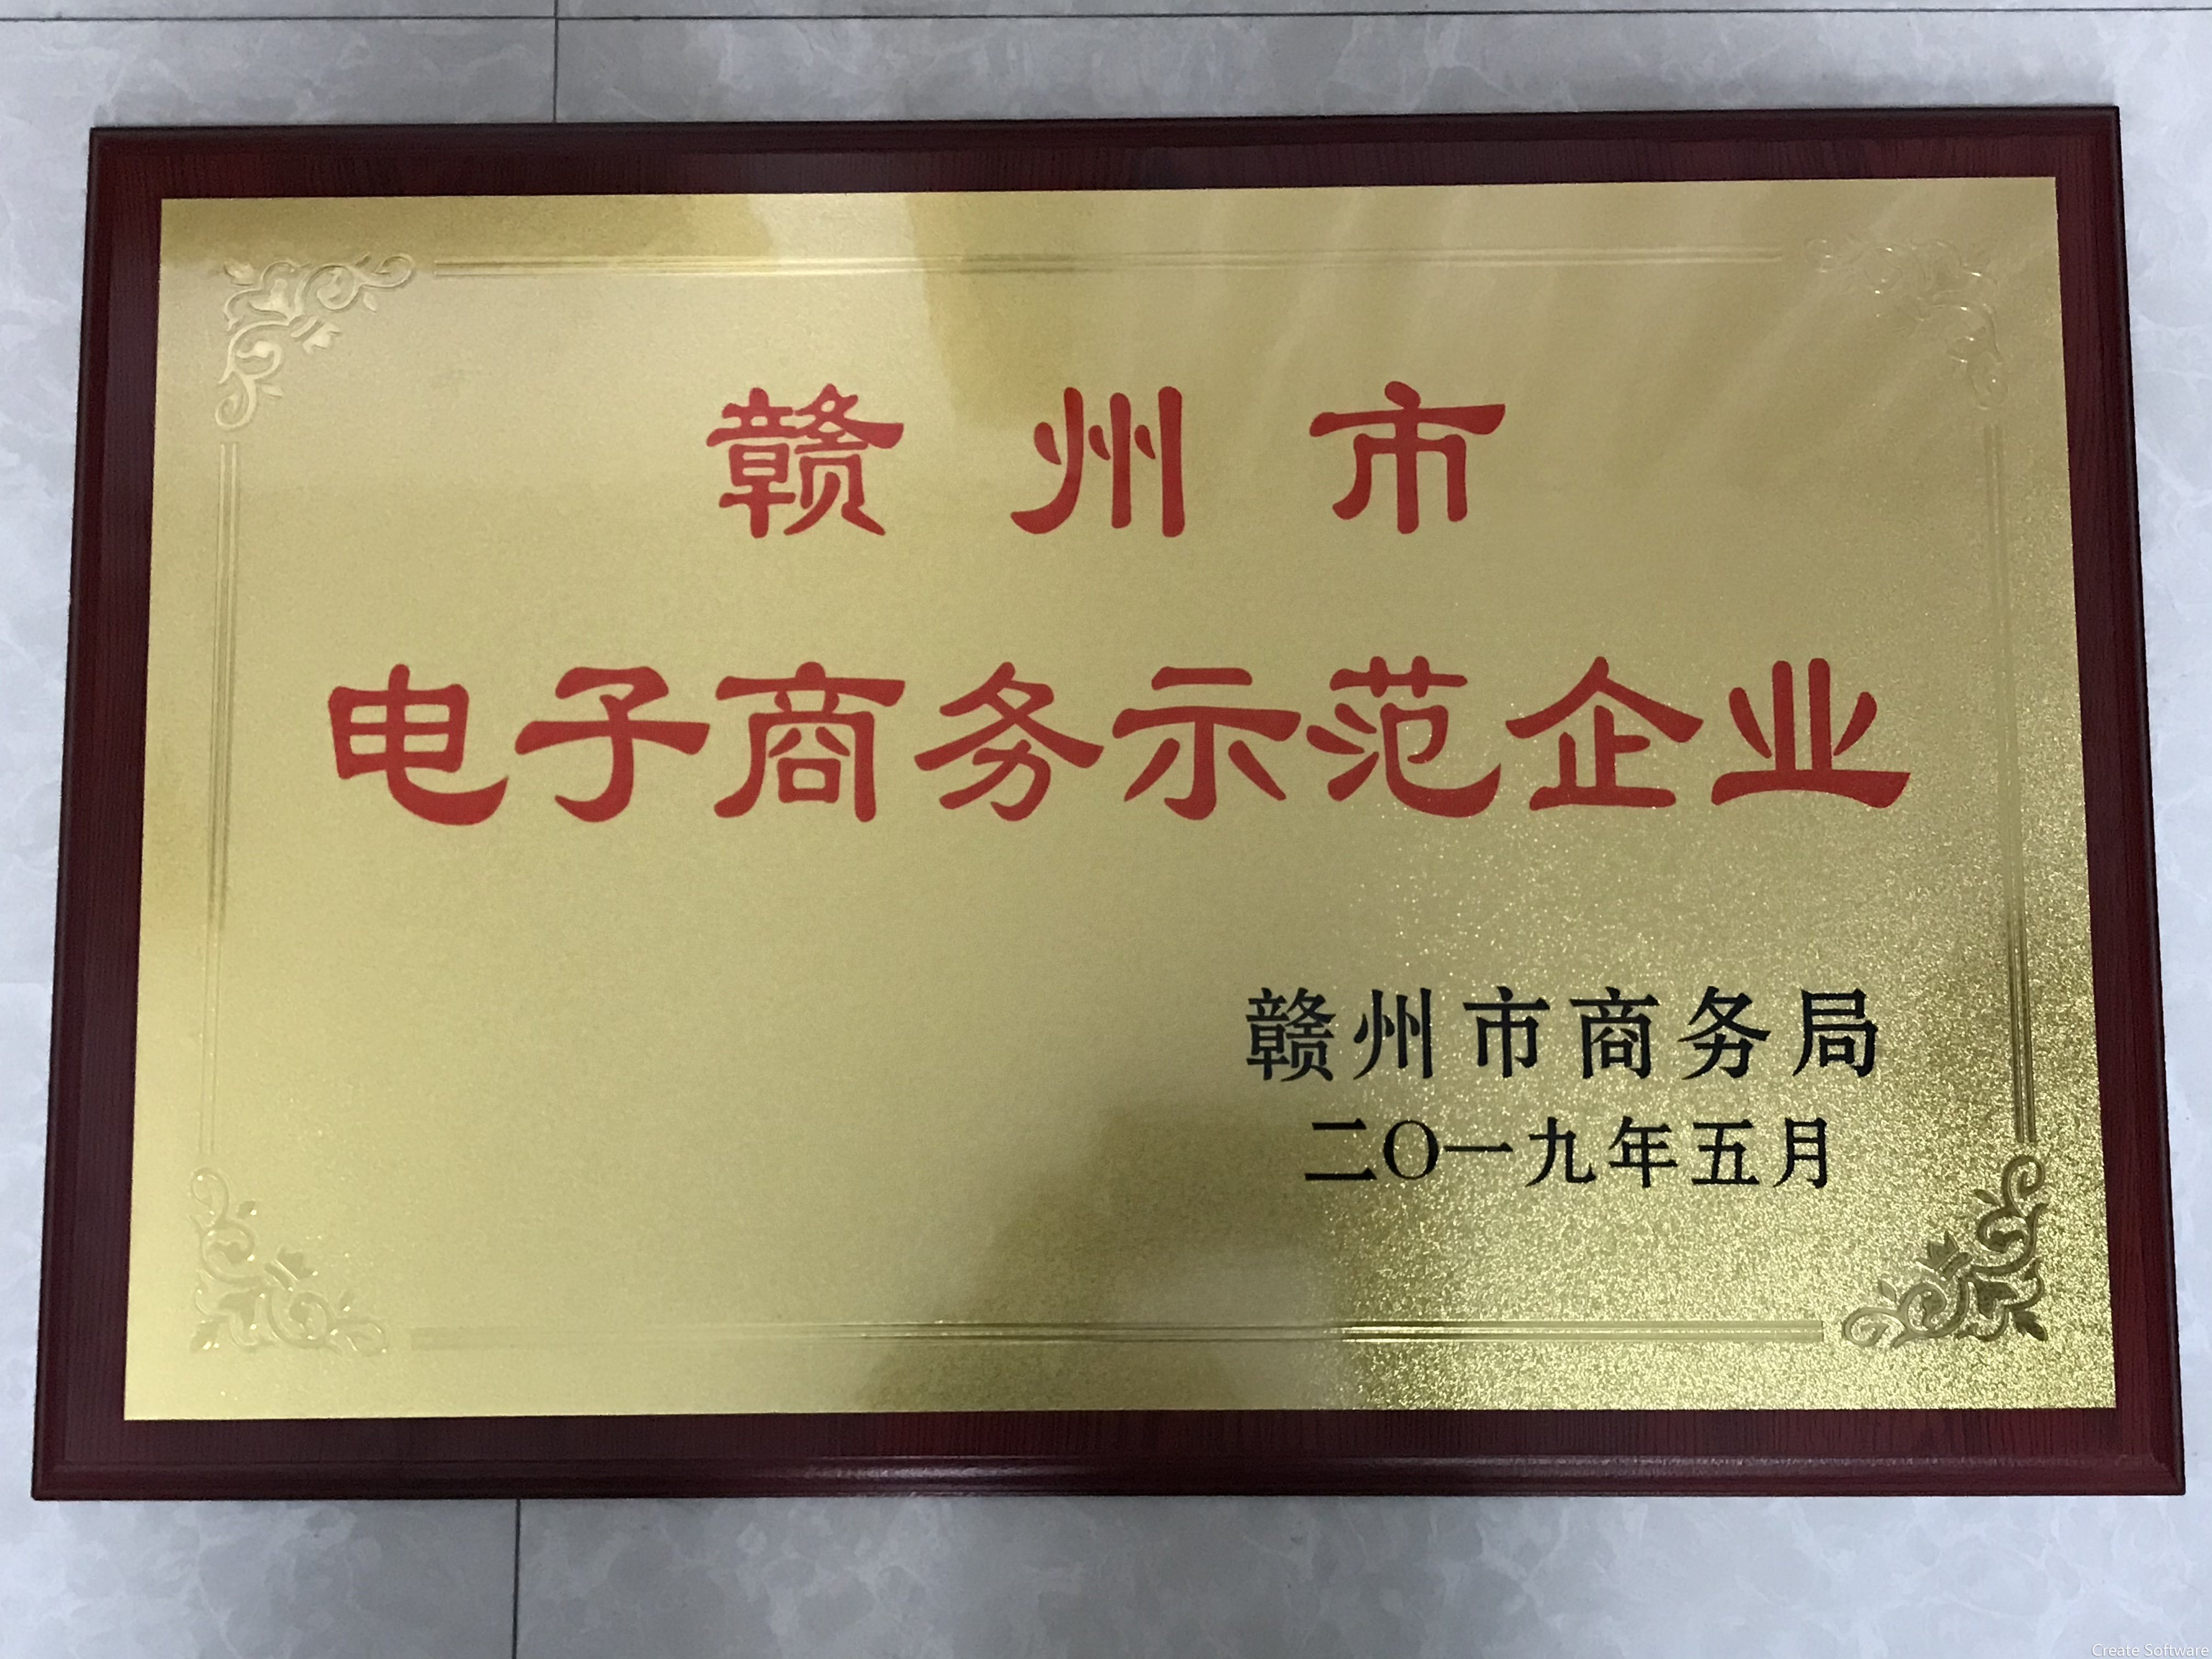 赣州市
电子商务示范企业
赣州市商务局
二〇一九年五月
Create Software